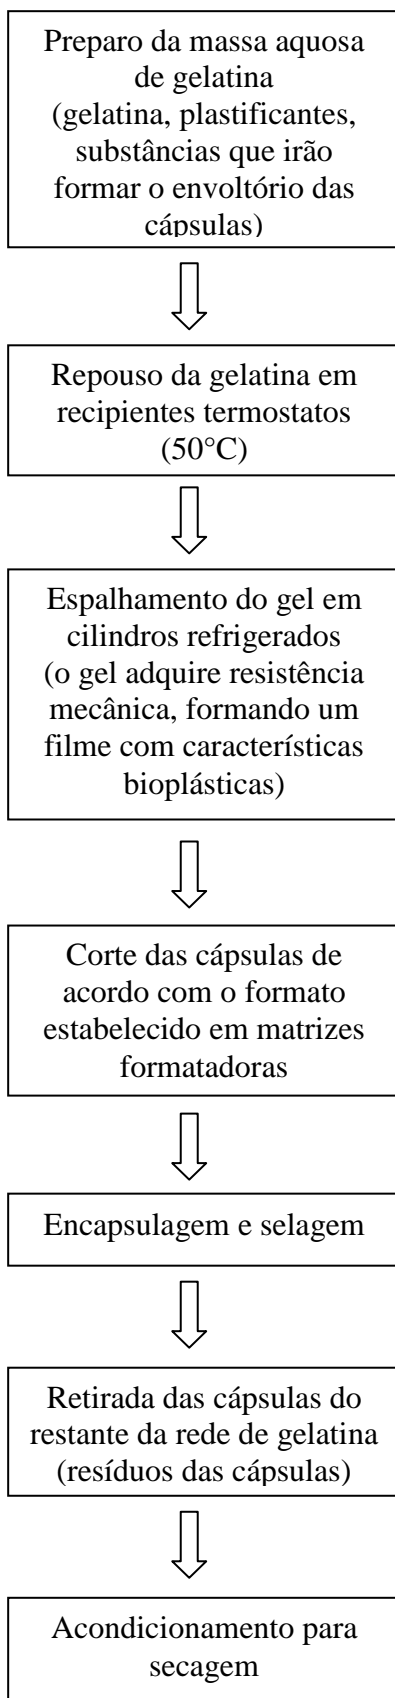 Preparo da massa aquosa
de gelatina
(gelatina, plastificantes,
substâncias que irão
formar o envoltório das
cápsulas)
Repouso da gelatina em
recipientes termostatos
(50°C)
Espalhamento do gel em
cilindros refrigerados
(o gel adquire resistência
mecânica, formando um
filme com características
bioplásticas)
Corte das cápsulas de
acordo com o formato
estabelecido em matrizes
formatadoras
Encapsulagem e selagem
Retirada das cápsulas do
restante da rede de gelatina
(resíduos das cápsulas)
Acondicionamento para
secagem